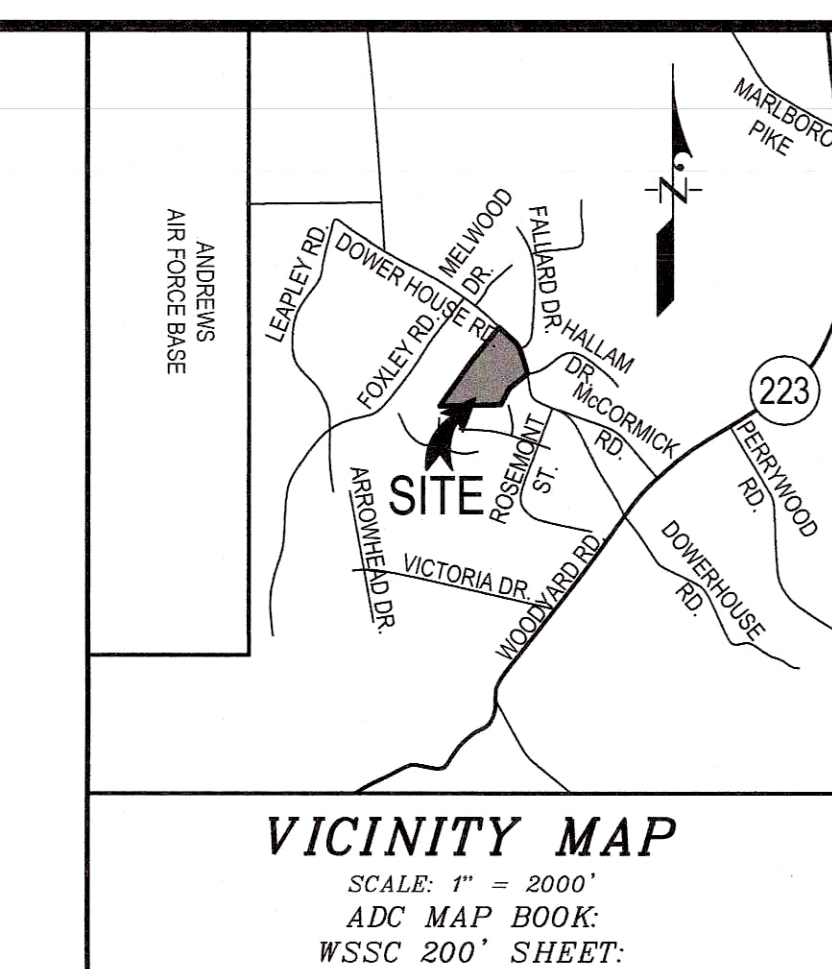 MARLBORO
PIKE
N
ANDREWS
AIR FORCE BASE
LEAPLEY RD.
DOWER HOUSE RD.
MELWOOD
DR.
FALLARD DR.
FOXLEY RD.
HALLAM
DR.
McCORMICK
RD.
223
PERRYWOOD
RD.
SITE
ROSEMONT
ST.
ARROWHEAD DR.
VICTORIA DR.
WOODYARD RD.
DOWERHOUSE
RD.
VICINITY MAP
SCALE: 1" = 2000'
ADC MAP BOOK:
WSSC 200' SHEET: